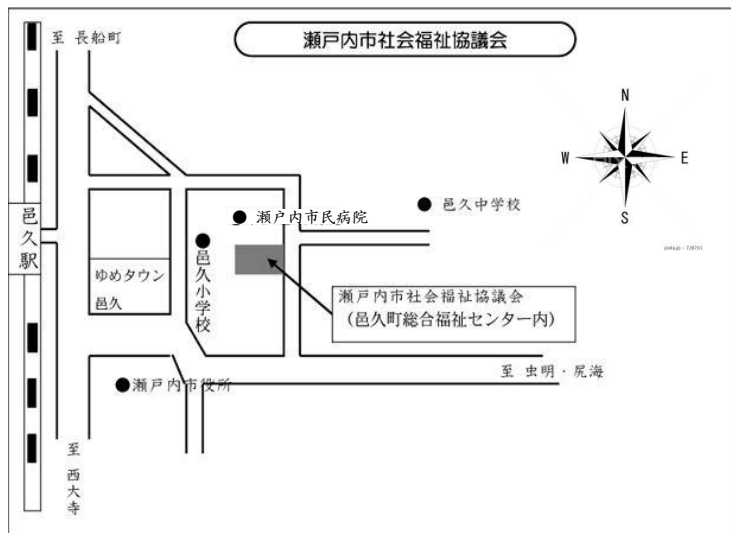 至 長船町
瀬戸内市社会福祉協議会
N
W
E
S
邑久駅
瀬戸内市民病院
邑久中学校
邑久小学校
ゆめタウン
邑久
瀬戸内市社会福祉協議会
（邑久町総合福祉センター内）
至 虫明・尻海
瀬戸内市役所
至 西大寺